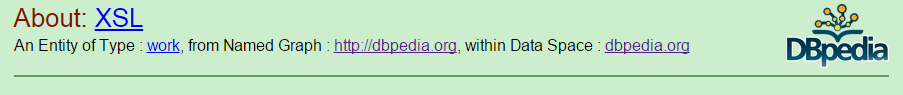 About: XSL
An Entity of Type : work, from Named Graph : http://dbpedia.org, within Data Space : dbpedia.org
DBpedia